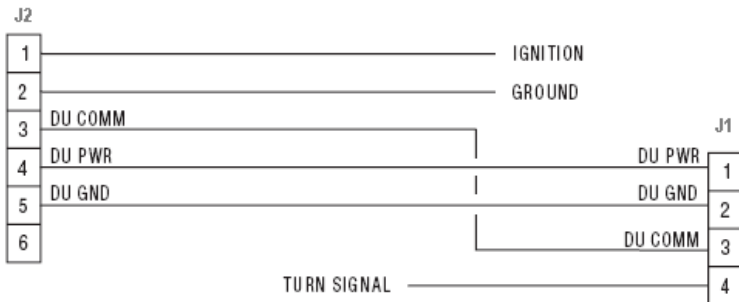 J2
1 IGNITION
2 GROUND
3 DU COMM
J1
4 DU PWR DU PWR 1
5 DU GND DU GND 2
6 DU COMM 3
TURN SIGNAL 4